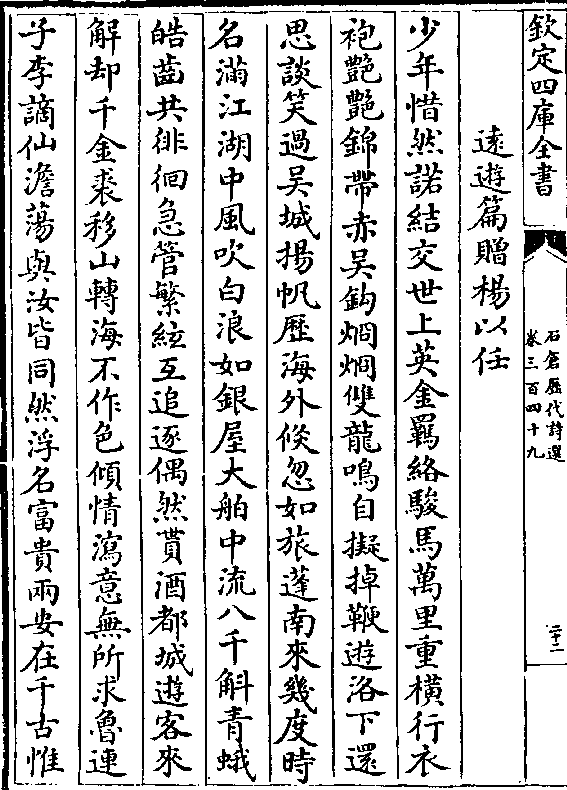 欽定四庫全書
石倉歷代詩選
卷三百四十九
二十二
遠遊篇贈楊以任
少年惜然諾結交世上英金羈絡駿馬萬里重橫行衣
袍艶艶錦帶赤吳鈎烱烱雙龍鳴自擬掉鞭遊洛下還
思談笑過吳城揚帆歷海外倐忽如旅蓬南來幾度時
名滿江湖中風吹白浪如銀屋大舶中流八千斛青蛾
皓齒共徘徊急管繁絃互追逐偶然貰酒都城遊客來
解却千金裘移山轉海不作色傾情瀉意無所求魯連
子李謫仙澹蕩與汝皆同然浮名富貴兩安在千古惟